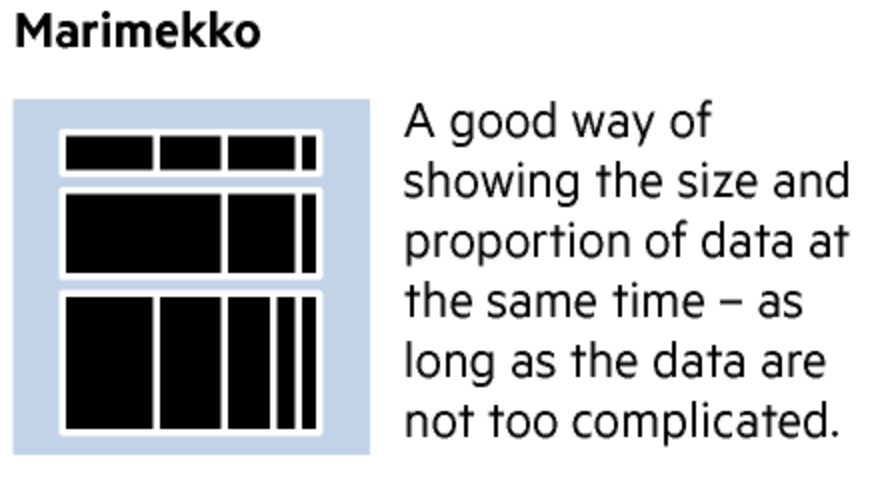 Marimekko
A good way of
showing the size and
proportion of data at
the same time – as
long as the data are
not too complicated.